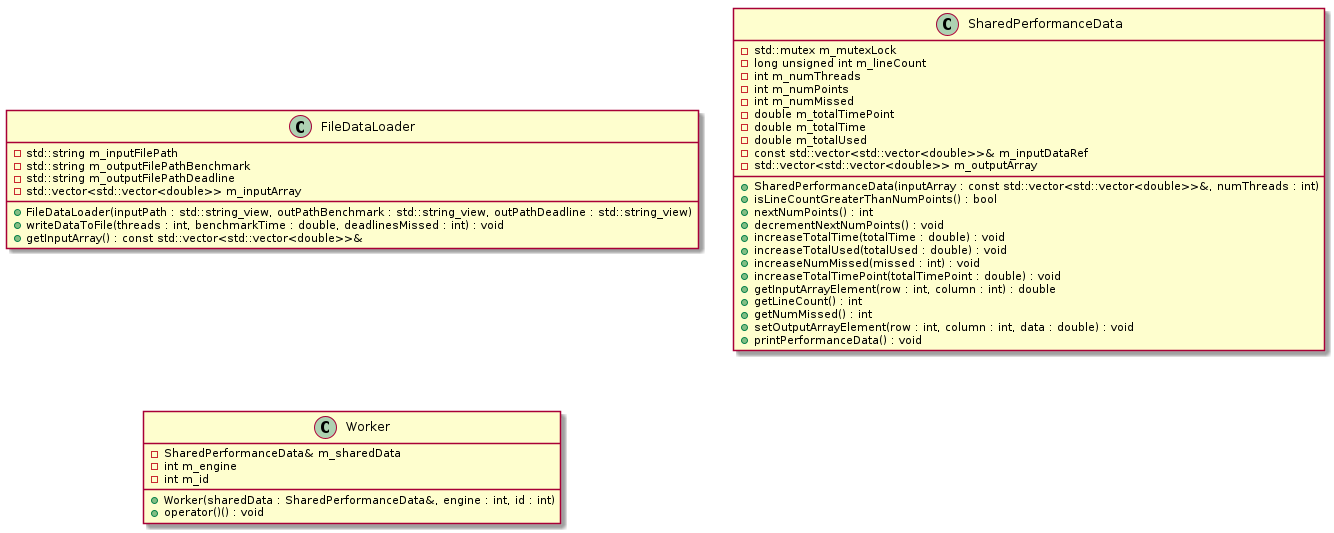 C FileDataLoader
std::string m_inputFilePath
std::string m_outputFilePathBenchmark
std::string m_outputFilePathDeadline
std::vector<std::vector<double>> m_inputArray
FileDataLoader(inputPath : std::string_view, outPathBenchmark : std::string_view, outPathDeadline : std::string_view)
writeDataToFile(threads : int, benchmarkTime : double, deadlinesMissed : int) : void
getInputArray() : const std::vector<std::vector<double>>&
C SharedPerformanceData
std::mutex m_mutexLock
long unsigned int m_lineCount
int m_numThreads
int m_numPoints
int m_numMissed
double m_totalTimePoint
double m_totalTime
double m_totalUsed
const std::vector<std::vector<double>>& m_inputDataRef
std::vector<std::vector<double>> m_outputArray
SharedPerformanceData(inputArray : const std::vector<std::vector<double>>&, numThreads : int)
isLineCountGreaterThanNumPoints() : bool
nextNumPoints() : int
decrementNextNumPoints() : void
increaseTotalTime(totalTime : double) : void
increaseTotalUsed(totalUsed : double) : void
increaseNumMissed(missed : int) : void
increaseTotalTimePoint(totalTimePoint : double) : void
getInputArrayElement(row : int, column : int) : double
getLineCount() : int
getNumMissed() : int
setOutputArrayElement(row : int, column : int, data : double) : void
printPerformanceData() : void
C Worker
SharedPerformanceData& m_sharedData
int m_engine
int m_id
Worker(sharedData : SharedPerformanceData&, engine : int, id : int)
operator()() : void